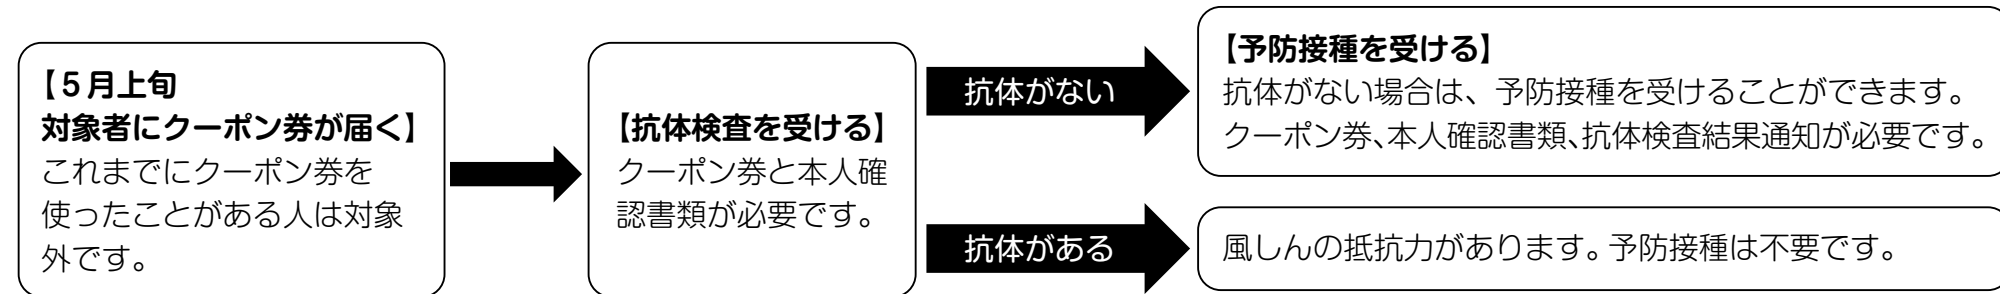 【5月上旬
対象者にクーポン券が届く】
これまでにクーポン券を
使ったことがある人は対象
外です。
【抗体検査を受ける】
クーポン券と本人確
認書類が必要です。
抗体がない
【予防接種を受ける】
抗体がない場合は、予防接種を受けることができます。
クーポン券、本人確認書類、抗体検査結果通知が必要です。
抗体がある
風しんの抵抗力があります。予防接種は不要です。